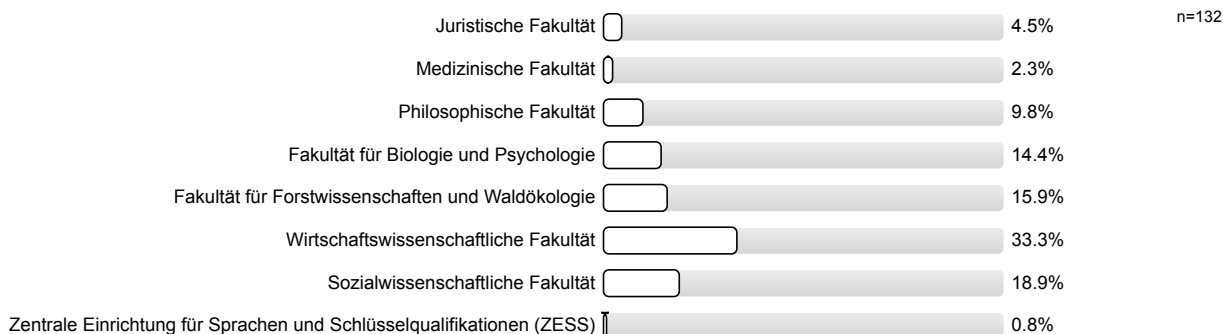 Juristische Fakultät 4.5% n=132
Medizinische Fakultät 2.3%
Philosophische Fakultät 9.8%
Fakultät für Biologie und Psychologie 14.4%
Fakultät für Forstwissenschaften und Waldökologie 15.9%
Wirtschaftswissenschaftliche Fakultät 33.3%
Sozialwissenschaftliche Fakultät 18.9%
Zentrale Einrichtung für Sprachen und Schlüsselqualifikationen (ZESS) 0.8%